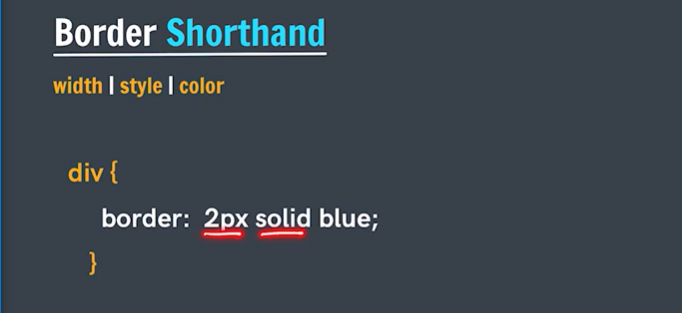 Border Shorthand
width | style | color
div {
border: 2px solid blue;
}